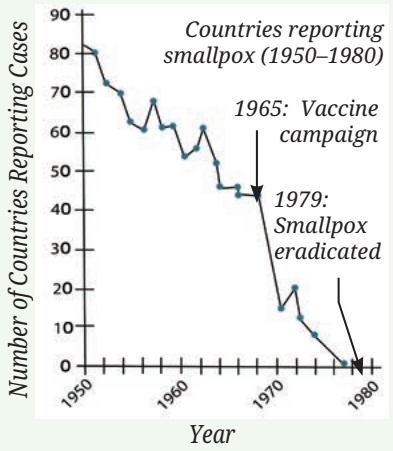 Countries reporting
smallpox (1950–1980)
1965: Vaccine
campaign
1979:
Smallpox
eradicated
Number of Countries Reporting Cases
90
80
70
60
50
40
30
20
10
0
1950
1960
1970
1980
Year